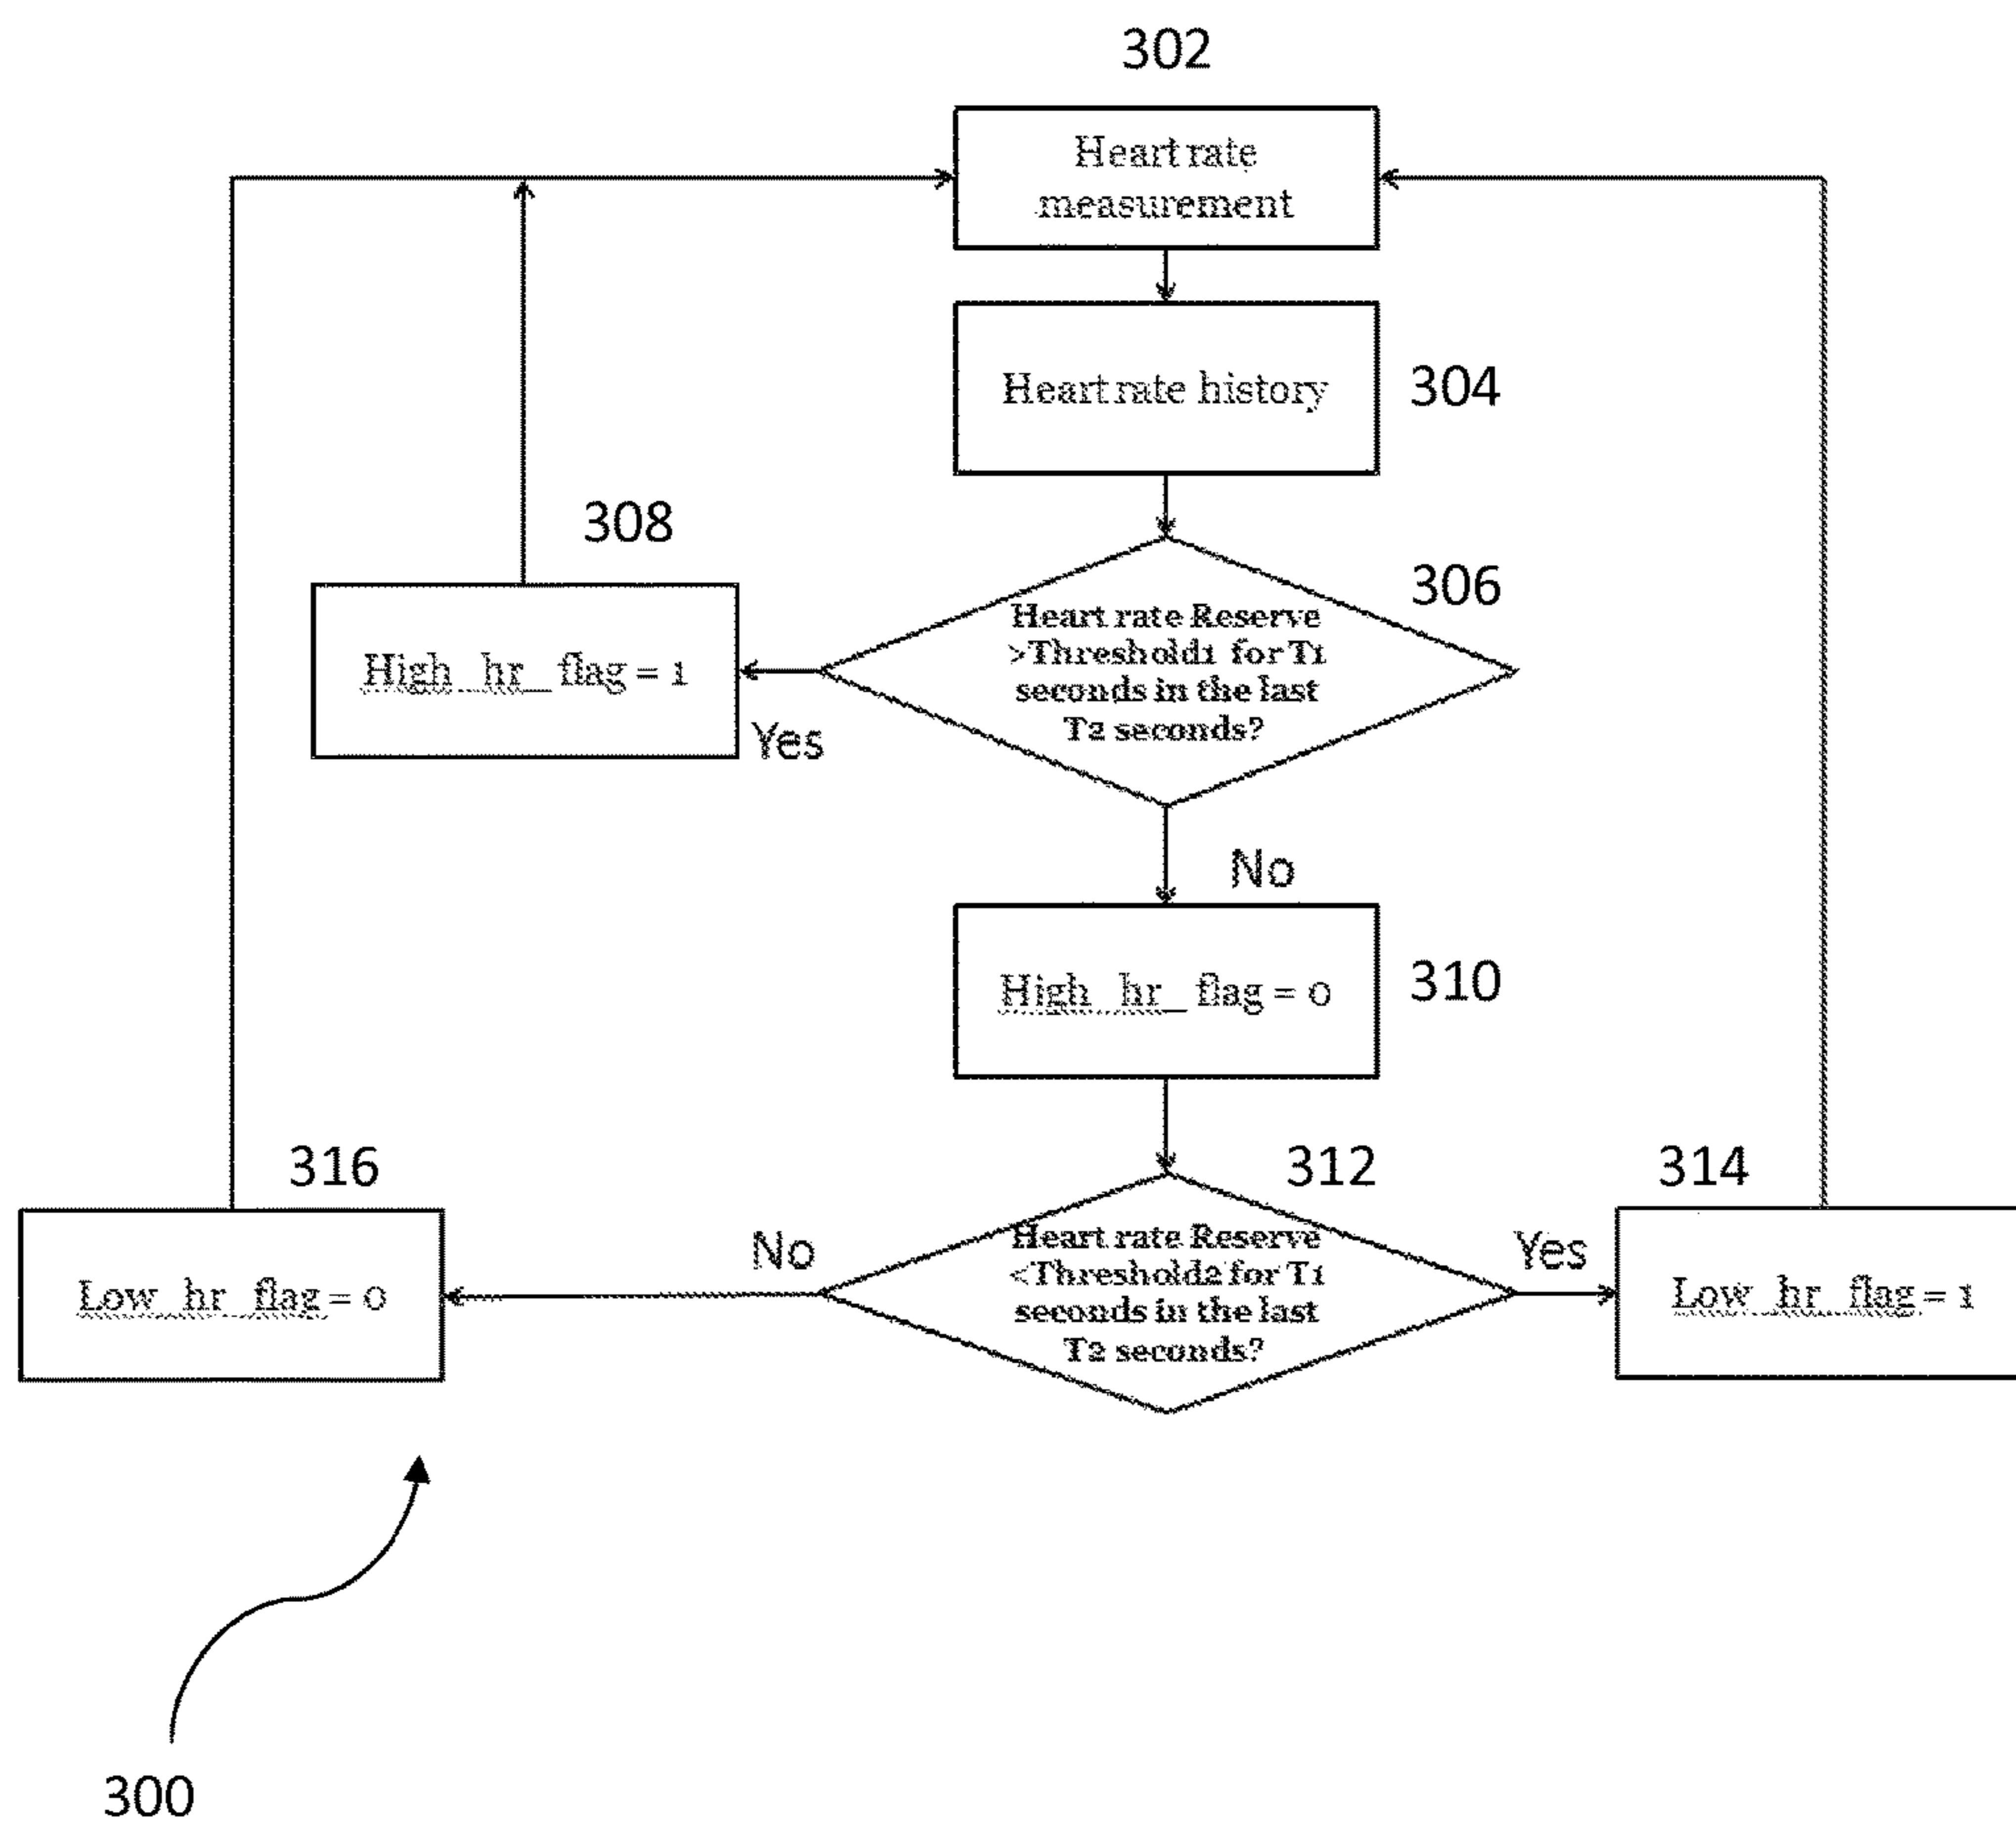 302
Heart rate
measurement
Heart rate history
304
308
306
Heart rate Reserve
>Threshold1 for T1
seconds in the last
T2 seconds?
High_hr_flag = 1
Yes
No
High_hr_flag = 0
310
316
312
314
No
Heart rate Reserve
<Threshold2 for T1
seconds in the last
T2 seconds?
Yes
Low_hr_flag = 0
Low_hr_flag = 1
300